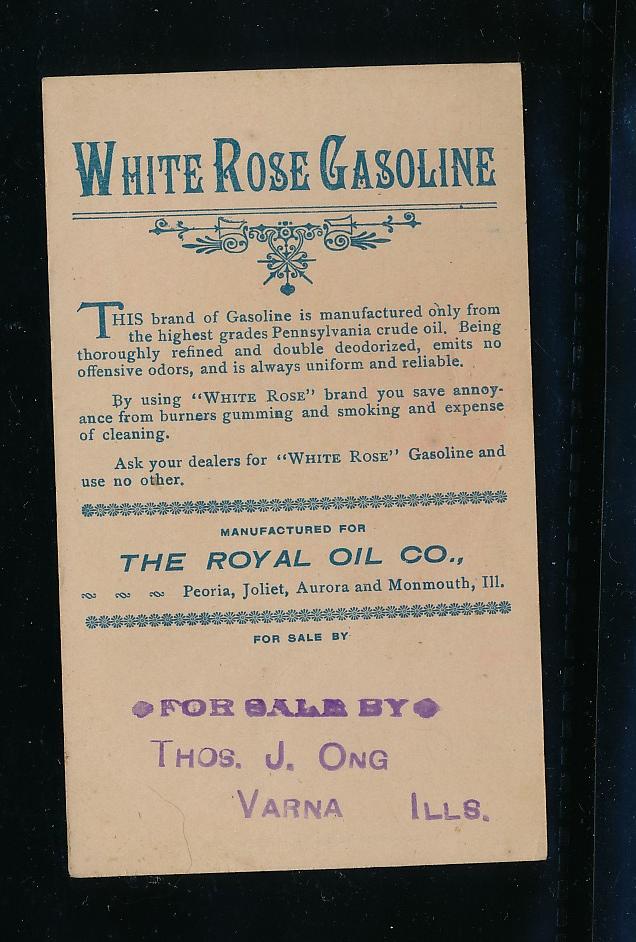 WHITE ROSE GASOLINE
THIS brand of Gasoline is manufactured only from
the highest grades Pennsylvania crude oil. Being
thoroughly refined and double deodorized, emits no
offensive odors, and is always uniform and reliable.
By using "WHITE ROSE" brand you save annoy-
ance from burners gumming and smoking and expense
of cleaning.
Ask your dealers for "WHITE ROSE" Gasoline and
use no other.
MANUFACTURED FOR
THE ROYAL OIL CO.,
Peoria, Joliet, Aurora and Monmouth, Ill.
FOR SALE BY
FOR SALE BY
THOS. J. ONG
VARNA ILLS.